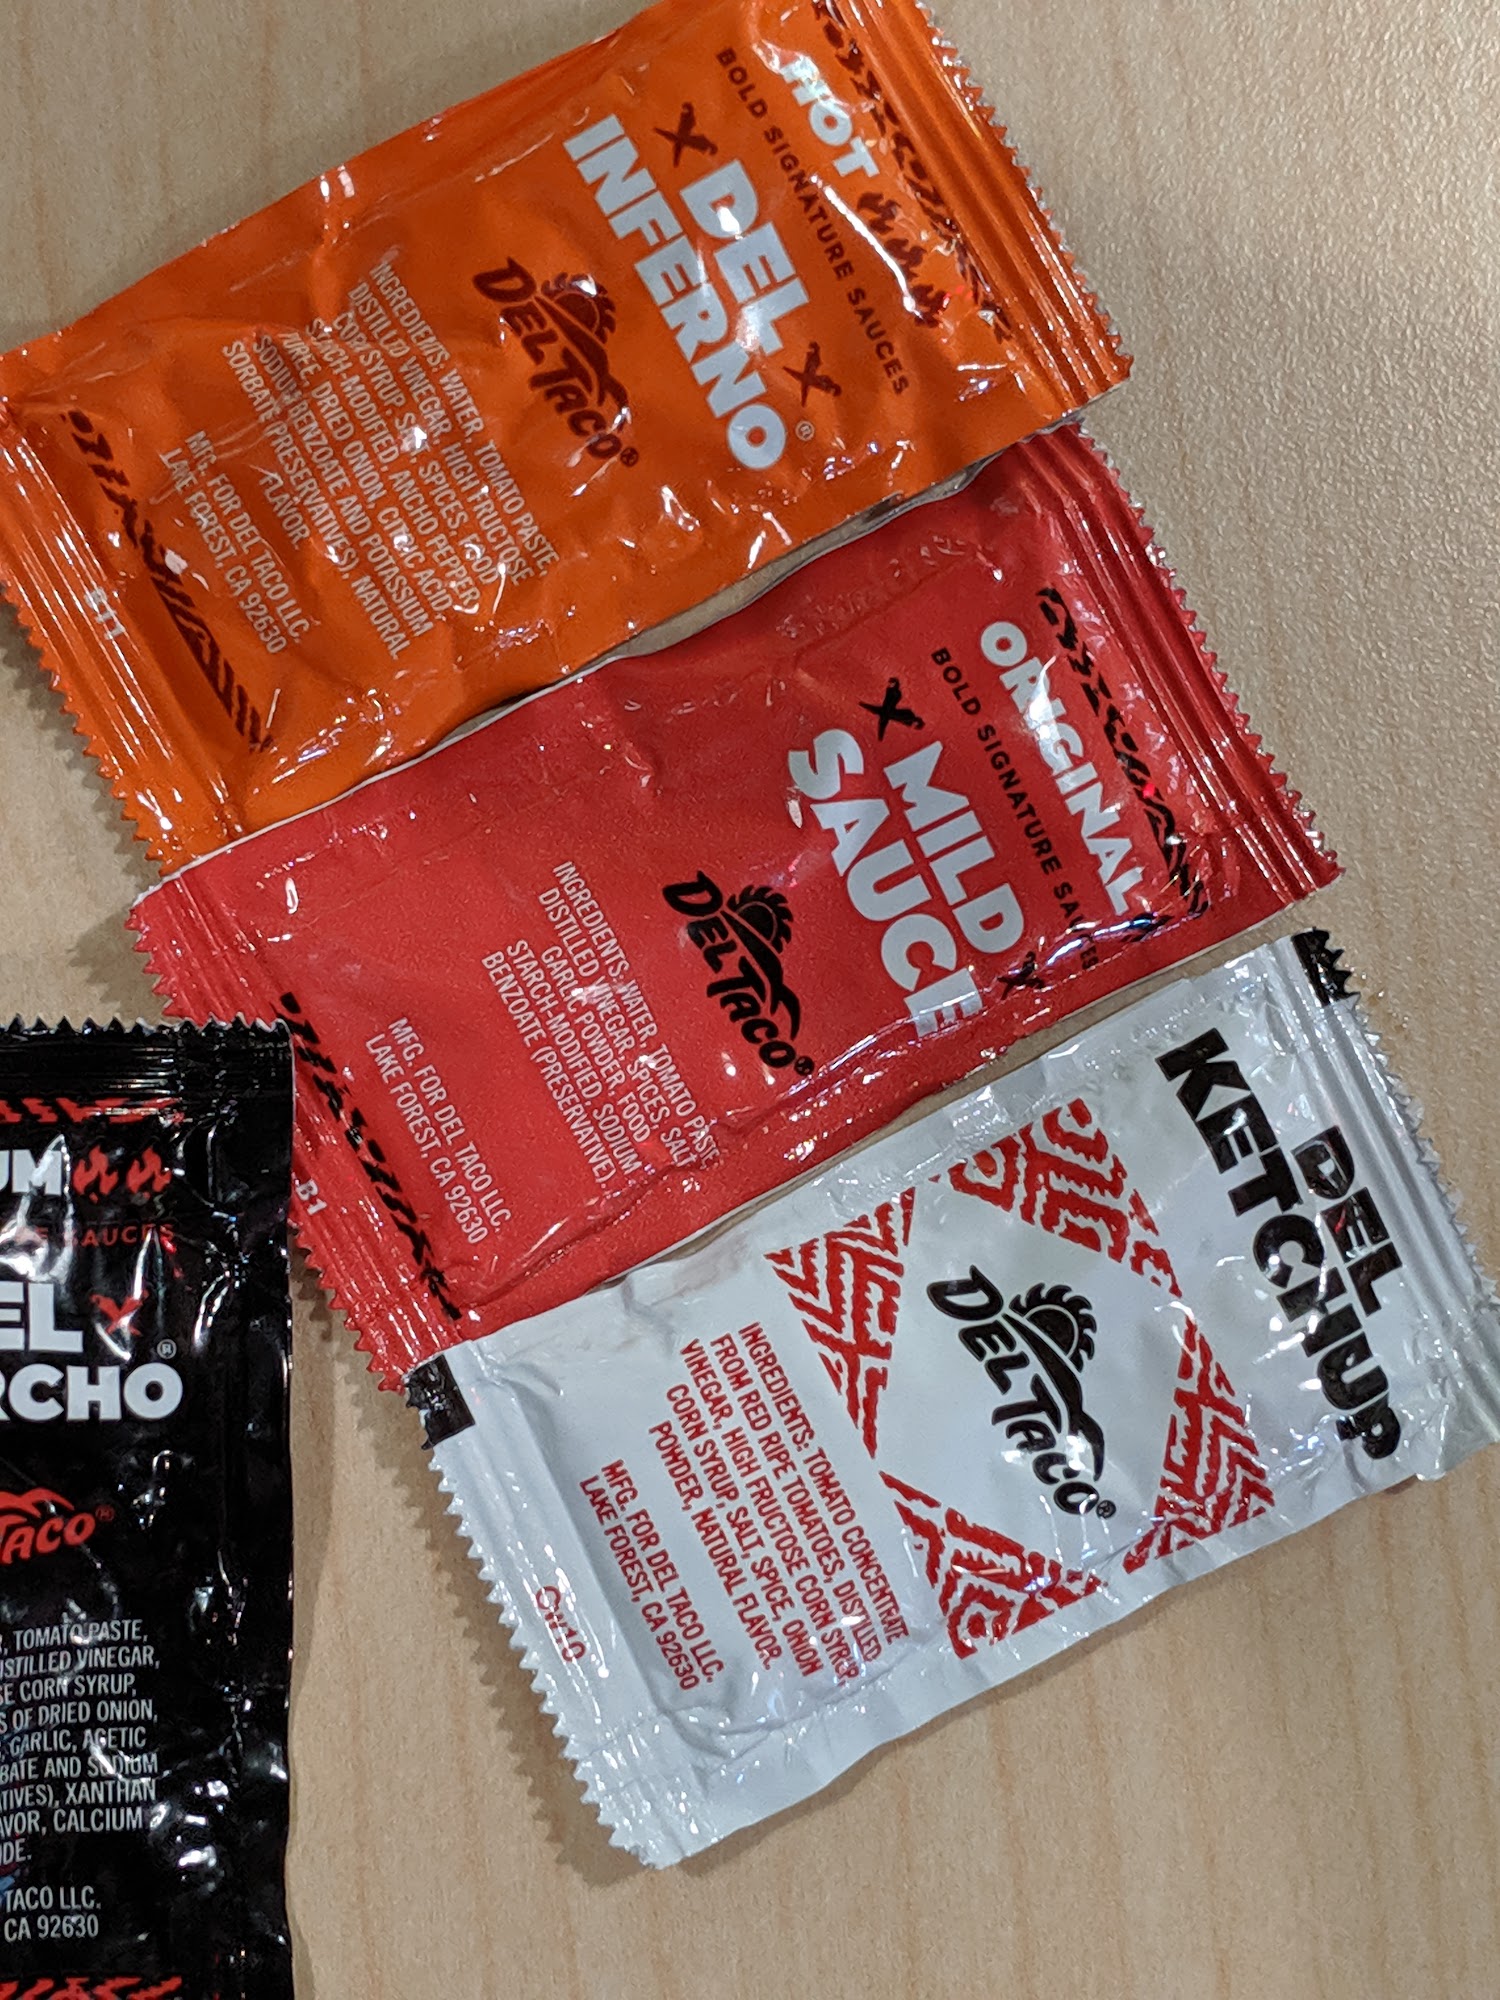 HOT
BOLD SIGNATURE SAUCES
DEL
INFERNO®
DEL TACO®
INGREDIENTS: WATER, TOMATO PASTE,
DISTILLED VINEGAR, HIGH FRUCTOSE
CORN SYRUP, SALT, SPICES, FOOD
STARCH-MODIFIED, ANCHO PEPPER
PUREE, DRIED ONION, CITRIC ACID,
SODIUM BENZOATE AND POTASSIUM
SORBATE (PRESERVATIVES), NATURAL
FLAVOR
MFG. FOR DEL TACO LLC.
LAKE FOREST, CA 92630
ORIGINAL
BOLD SIGNATURE SAUCES
MILD
SAUCE
DEL TACO®
INGREDIENTS: WATER, TOMATO PASTE,
DISTILLED VINEGAR, SPICES, SALT,
GARLIC POWDER, FOOD
STARCH-MODIFIED, SODIUM
BENZOATE (PRESERVATIVE).
MFG. FOR DEL TACO LLC.
LAKE FOREST, CA 92630
B1
DEL
KETCHUP
DEL TACO®
INGREDIENTS: TOMATO CONCENTRATE
FROM RED RIPE TOMATOES, DISTILLED
VINEGAR, HIGH FRUCTOSE CORN SYRUP,
CORN SYRUP, SALT, SPICE, ONION
POWDER, NATURAL FLAVOR.
MFG. FOR DEL TACO LLC.
LAKE FOREST, CA 92630
UM
SAUCES
EL
RCHO®
TACO®
R, TOMATO PASTE,
ISTILLED VINEGAR,
SE CORN SYRUP,
S OF DRIED ONION,
, GARLIC, ACETIC
BATE AND SODIUM
TIVES), XANTHAN
AVOR, CALCIUM
IDE.
TACO LLC.
CA 92630